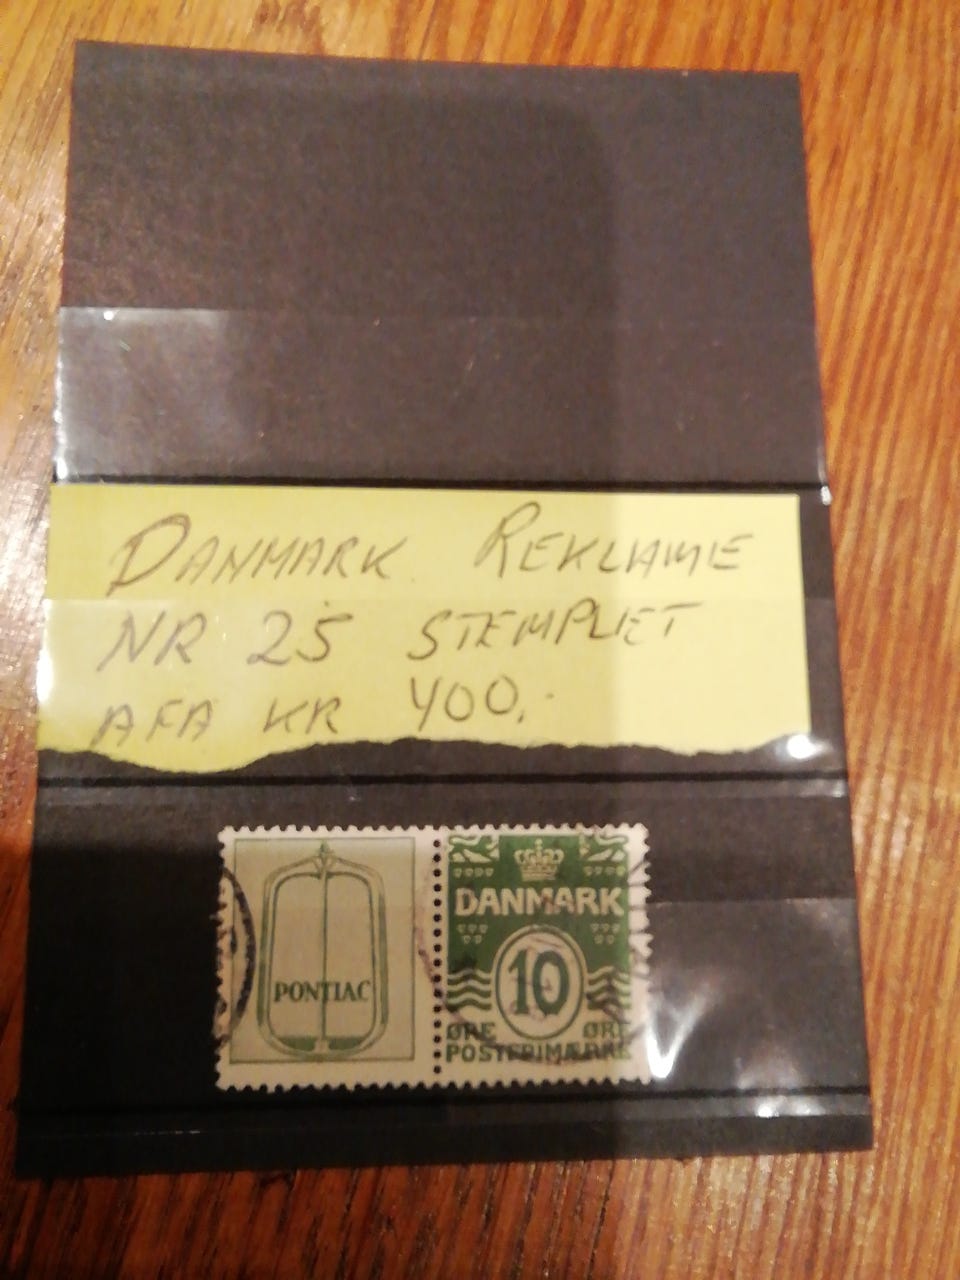 DANMARK REKLAME
NR 25 STEMPLET
AFA KR 400,-
PONTIAC
DANMARK
10
ØRE ØRE
POSTFRIMÆRKE